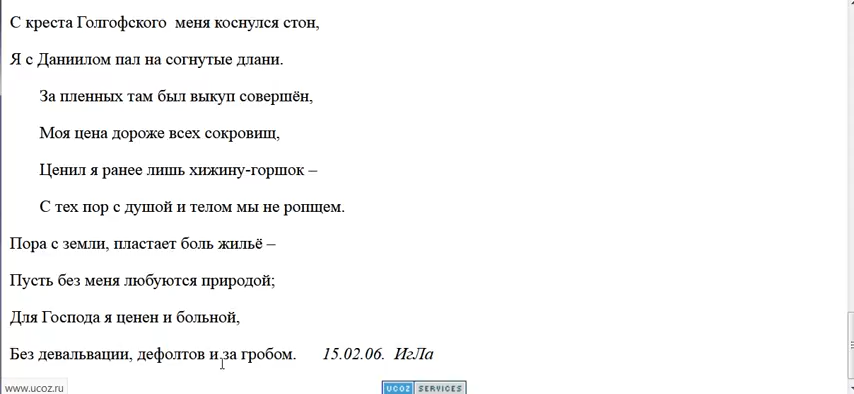 С креста Голгофского меня коснулся стон,
Я с Даниилом пал на согнутые длани.
За пленных там был выкуп совершён,
Моя цена дороже всех сокровищ,
Ценил я ранее лишь хижину-горшок –
С тех пор с душой и телом мы не ропщем.
Пора с земли, пластает боль жильё –
Пусть без меня любуются природой;
Для Господа я ценен и больной,
Без девальвации, дефолтов и за гробом. 15.02.06. ИгЛа
www.ucoz.ru
UCOZ SERVICES